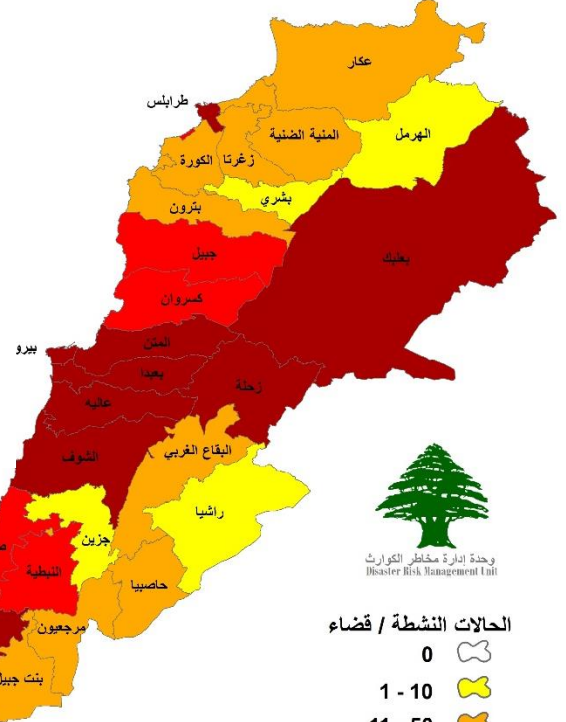 عكار
طرابلس
الهرمل
المنية الضنية
زغرتا
الكورة
بشري
بترون
بعلبك
جبيل
كسروان
المتن
بيرو
بعبدا
زحلة
عاليه
البقاع الغربي
الشوف
راشيا
جزين
النبطية
حاصبيا
مرجعيون
بنت جبيل
وحدة إدارة مخاطر الكوارث
Disaster Risk Management Unit
الحالات النشطة / قضاء
0
1 - 10
11 - 50